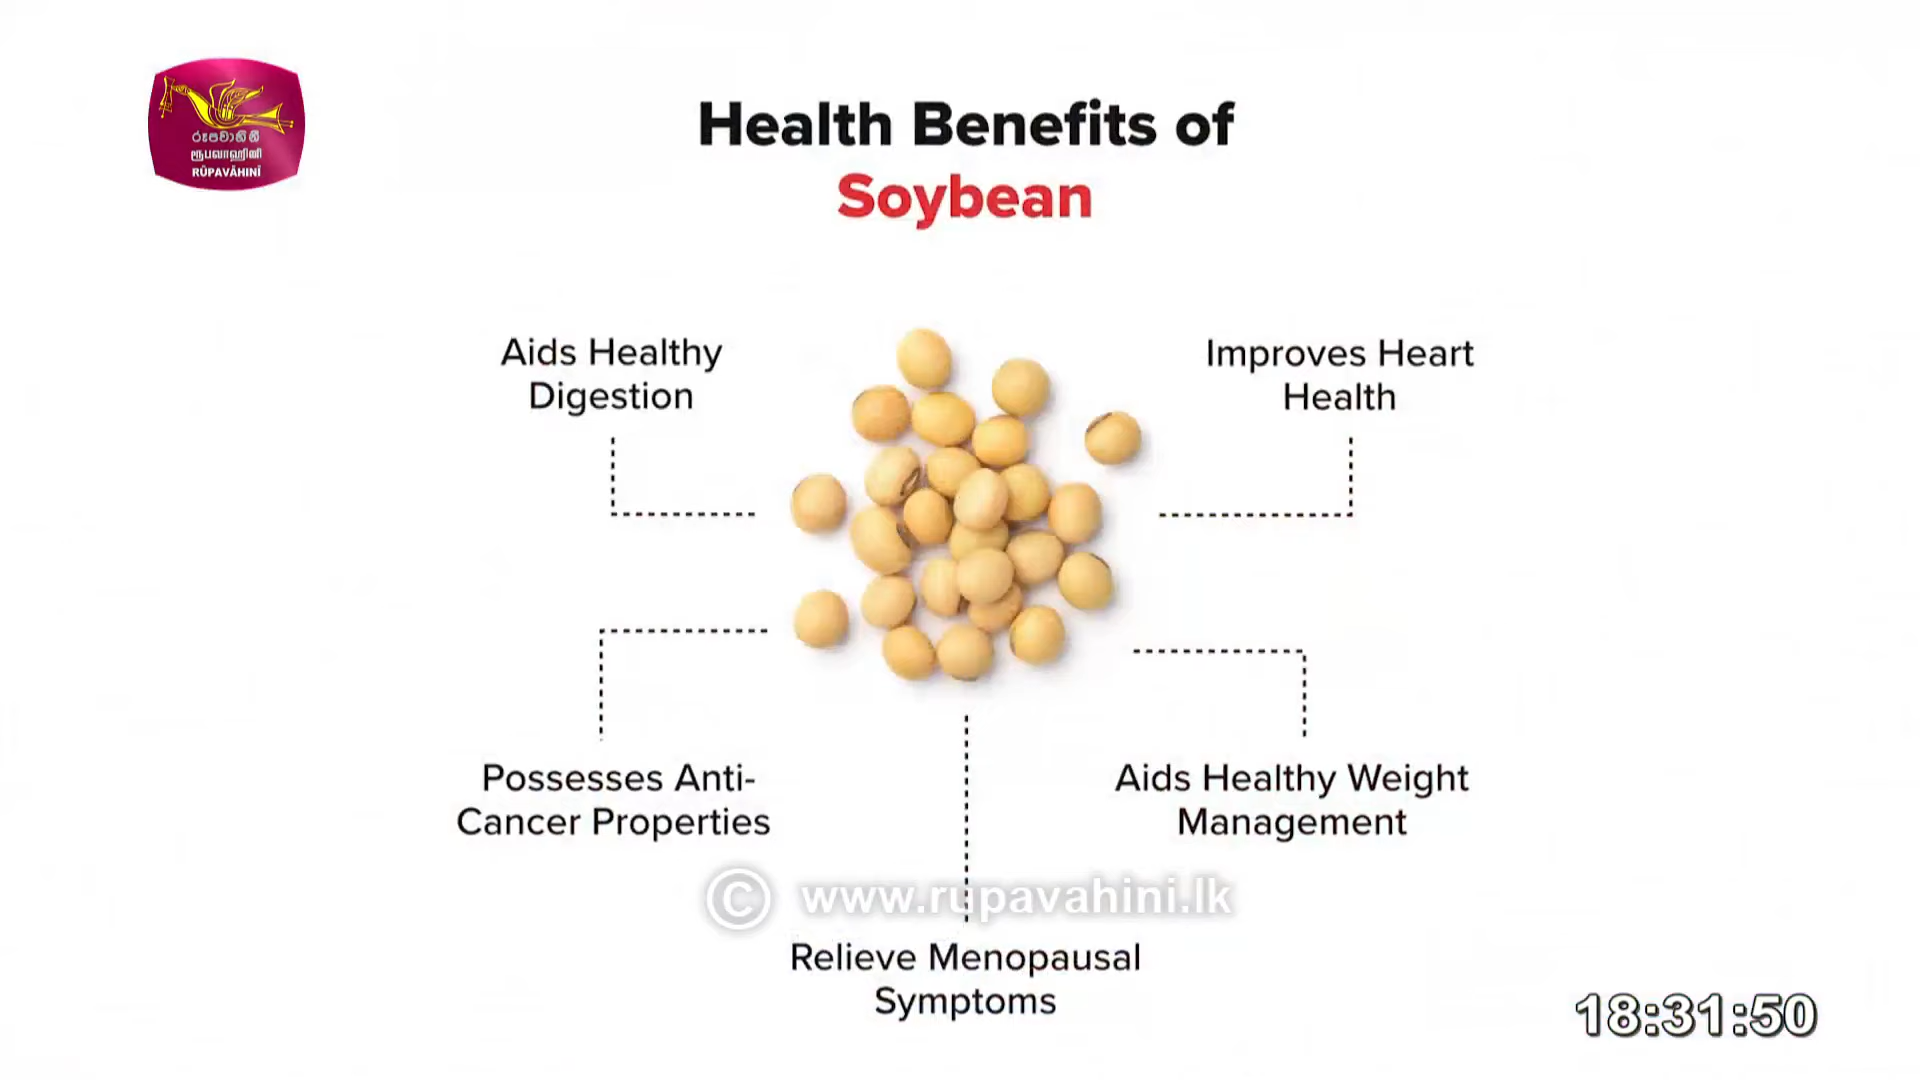 රූපවාහිනී
ரூபவாஹினி
RŪPAVĀHINĪ
Health Benefits of
Soybean
Aids Healthy
Digestion
Improves Heart
Health
Possesses Anti-
Cancer Properties
Aids Healthy Weight
Management
© www.rupavahini.lk
Relieve Menopausal
Symptoms
18:31:50